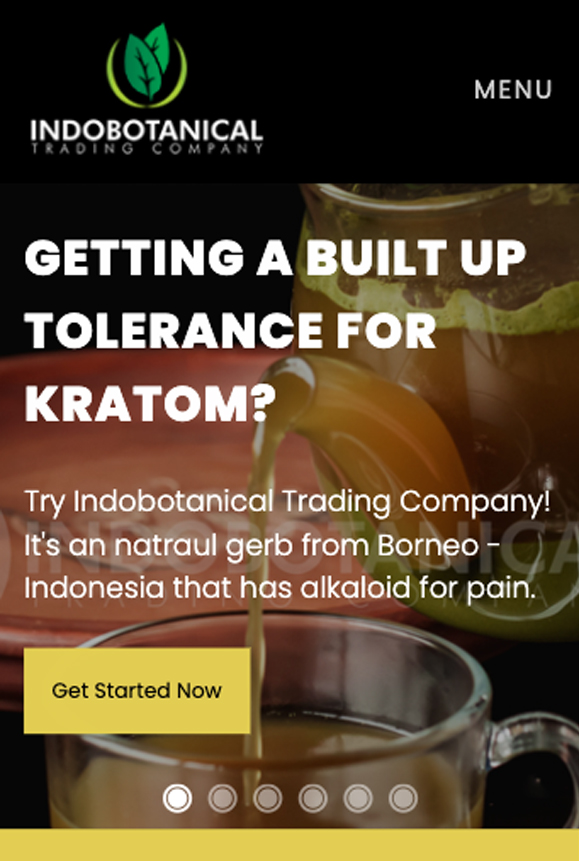 INDOBOTANICAL
TRADING COMPANY
MENU
GETTING A BUILT UP
TOLERANCE FOR
KRATOM?
Try Indobotanical Trading Company!
It's an natraul gerb from Borneo -
Indonesia that has alkaloid for pain.
INDOBOTANICA
Get Started Now